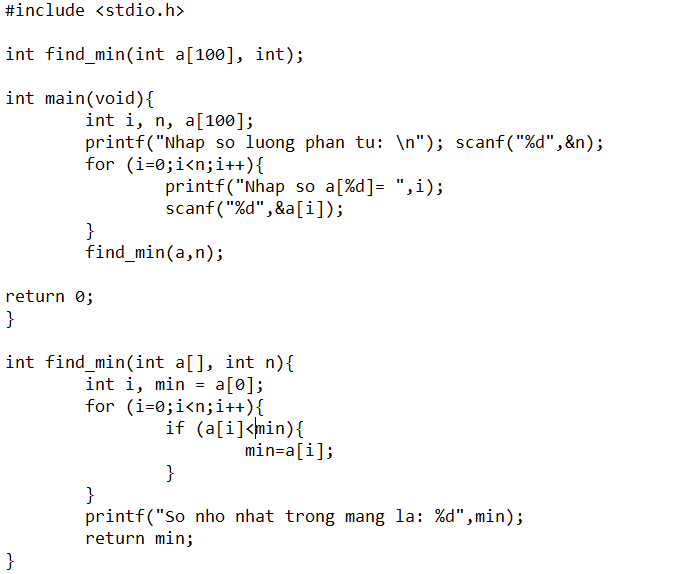 #include <stdio.h>

int find_min(int a[100], int);

int main(void){
        int i, n, a[100];
        printf("Nhap so luong phan tu: \n"); scanf("%d",&n);
        for (i=0;i<n;i++){
                printf("Nhap so a[%d]= ",i);
                scanf("%d",&a[i]);
        }
        find_min(a,n);

return 0;
}

int find_min(int a[], int n){
        int i, min = a[0];
        for (i=0;i<n;i++){
                if (a[i]<min){
                        min=a[i];
                }
        }
        printf("So nho nhat trong mang la: %d",min);
        return min;
}